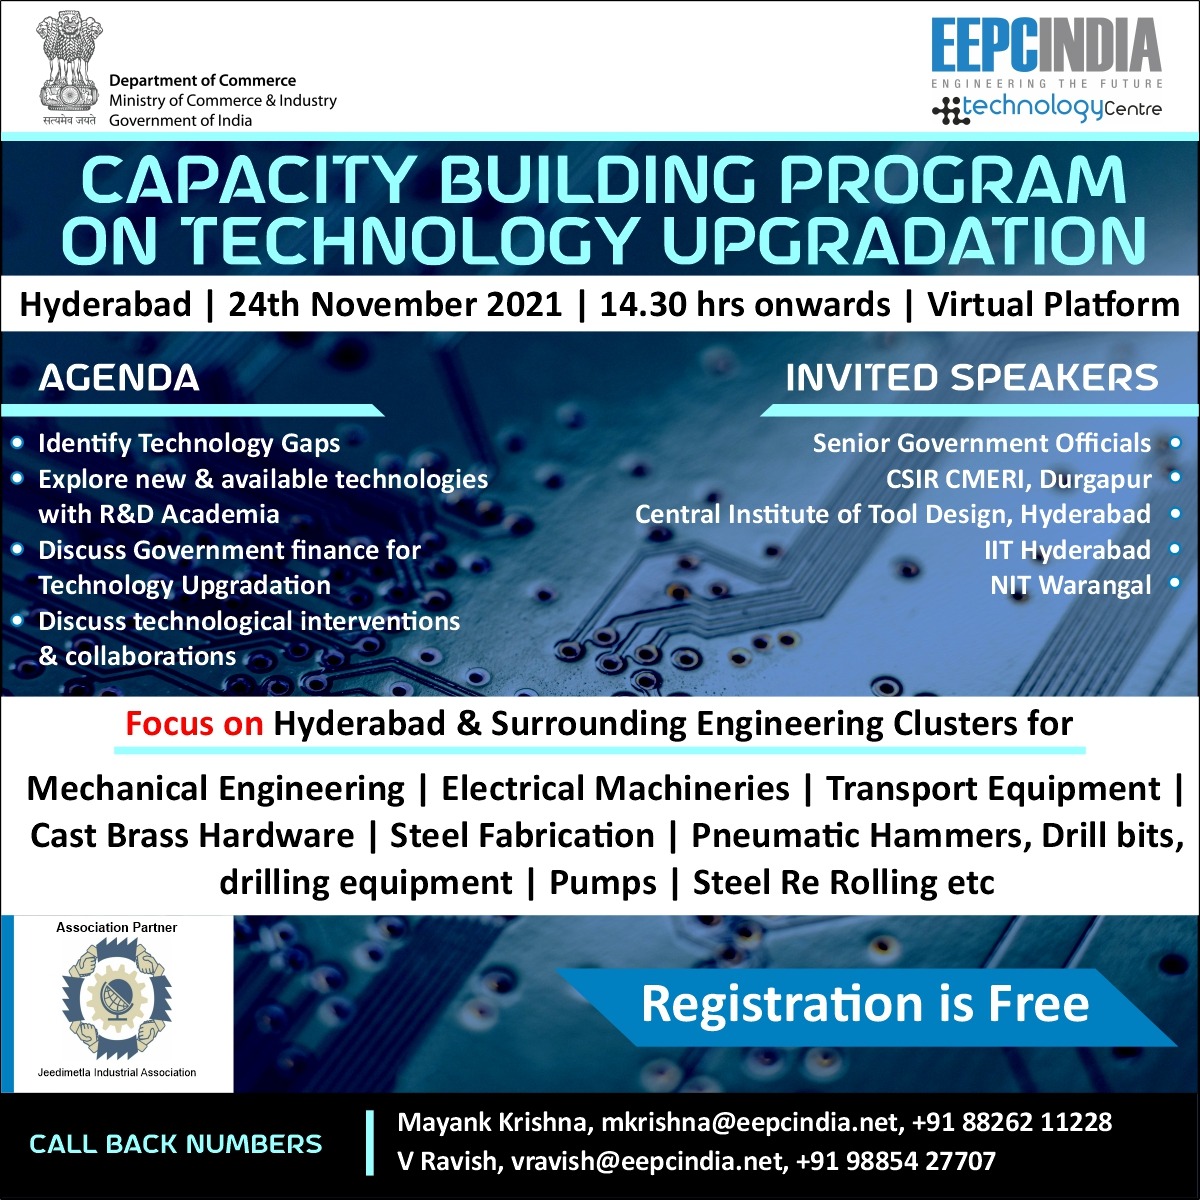 सत्यमेव जयते
Department of Commerce
Ministry of Commerce & Industry
Government of India
EEPCINDIA
ENGINEERING THE FUTURE
technologyCentre
CAPACITY BUILDING PROGRAM
ON TECHNOLOGY UPGRADATION
Hyderabad | 24th November 2021 | 14.30 hrs onwards | Virtual Platform
AGENDA
• Identify Technology Gaps
• Explore new & available technologies
with R&D Academia
• Discuss Government finance for
Technology Upgradation
• Discuss technological interventions
& collaborations
INVITED SPEAKERS
Senior Government Officials •
CSIR CMERI, Durgapur •
Central Institute of Tool Design, Hyderabad •
IIT Hyderabad •
NIT Warangal •
Focus on Hyderabad & Surrounding Engineering Clusters for
Mechanical Engineering | Electrical Machineries | Transport Equipment |
Cast Brass Hardware | Steel Fabrication | Pneumatic Hammers, Drill bits,
drilling equipment | Pumps | Steel Re Rolling etc
Association Partner
Jeedimetla Industrial Association
Registration is Free
CALL BACK NUMBERS
Mayank Krishna, mkrishna@eepcindia.net, +91 88262 11228
V Ravish, vravish@eepcindia.net, +91 98854 27707